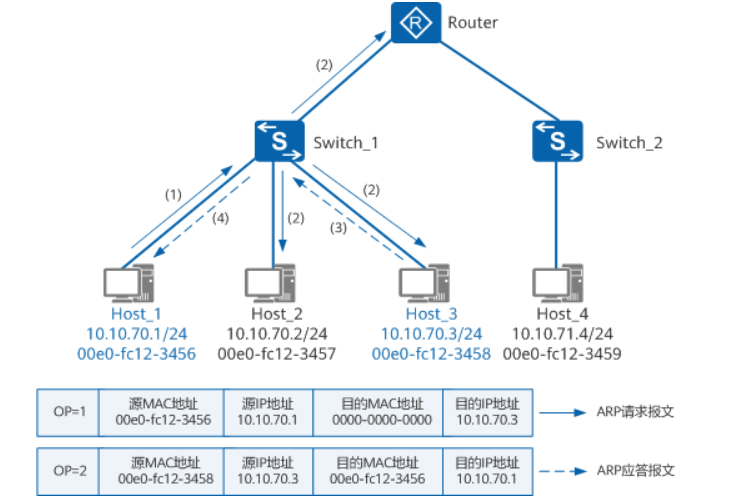 R
Router
(2)
S
Switch_1
S
Switch_2
(1)
(4)
(2)
(3)
(2)
Host_1
10.10.70.1/24
00e0-fc12-3456
Host_2
10.10.70.2/24
00e0-fc12-3457
Host_3
10.10.70.3/24
00e0-fc12-3458
Host_4
10.10.71.4/24
00e0-fc12-3459
OP=1
源MAC地址
00e0-fc12-3456
源IP地址
10.10.70.1
目的MAC地址
0000-0000-0000
目的IP地址
10.10.70.3
ARP请求报文
OP=2
源MAC地址
00e0-fc12-3458
源IP地址
10.10.70.3
目的MAC地址
00e0-fc12-3456
目的IP地址
10.10.70.1
ARP应答报文